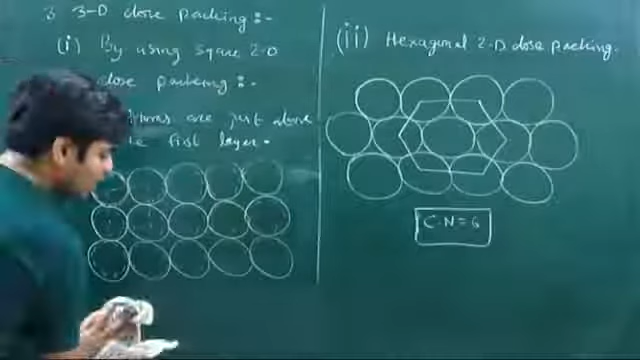 3 3-D close packing :-
(i) By using square 2-D
close packing :-
are just above
first layer.
(ii) Hexagonal 2-D close packing.
C.N = 6